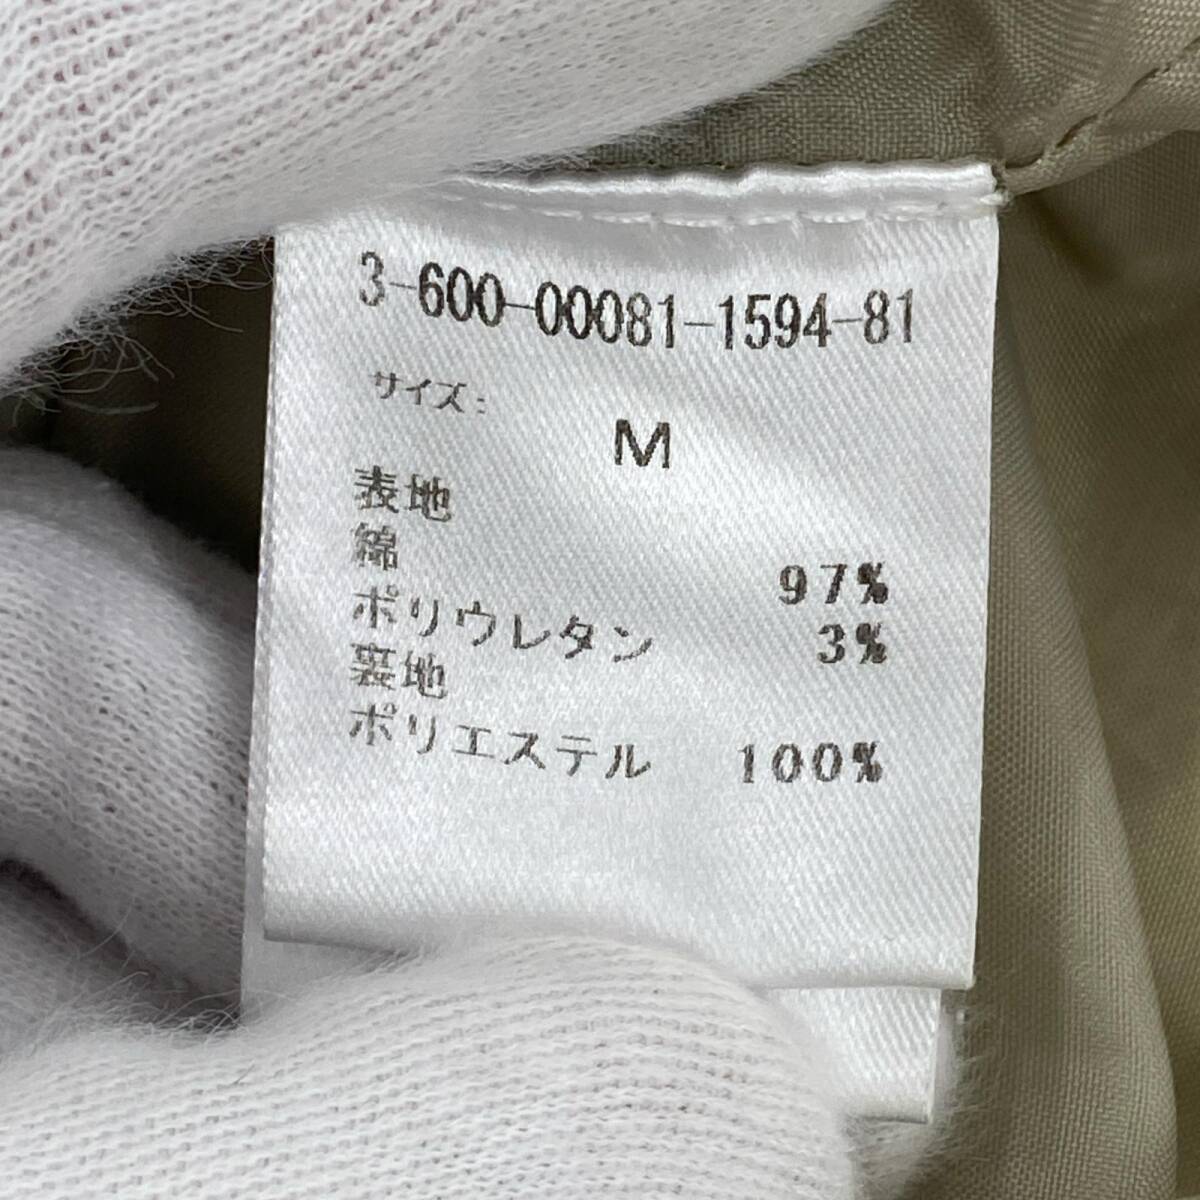 3-600-00081-1594-81
サイズ:
M
表地
綿 97%
ポリウレタン 3%
裏地
ポリエステル 100%